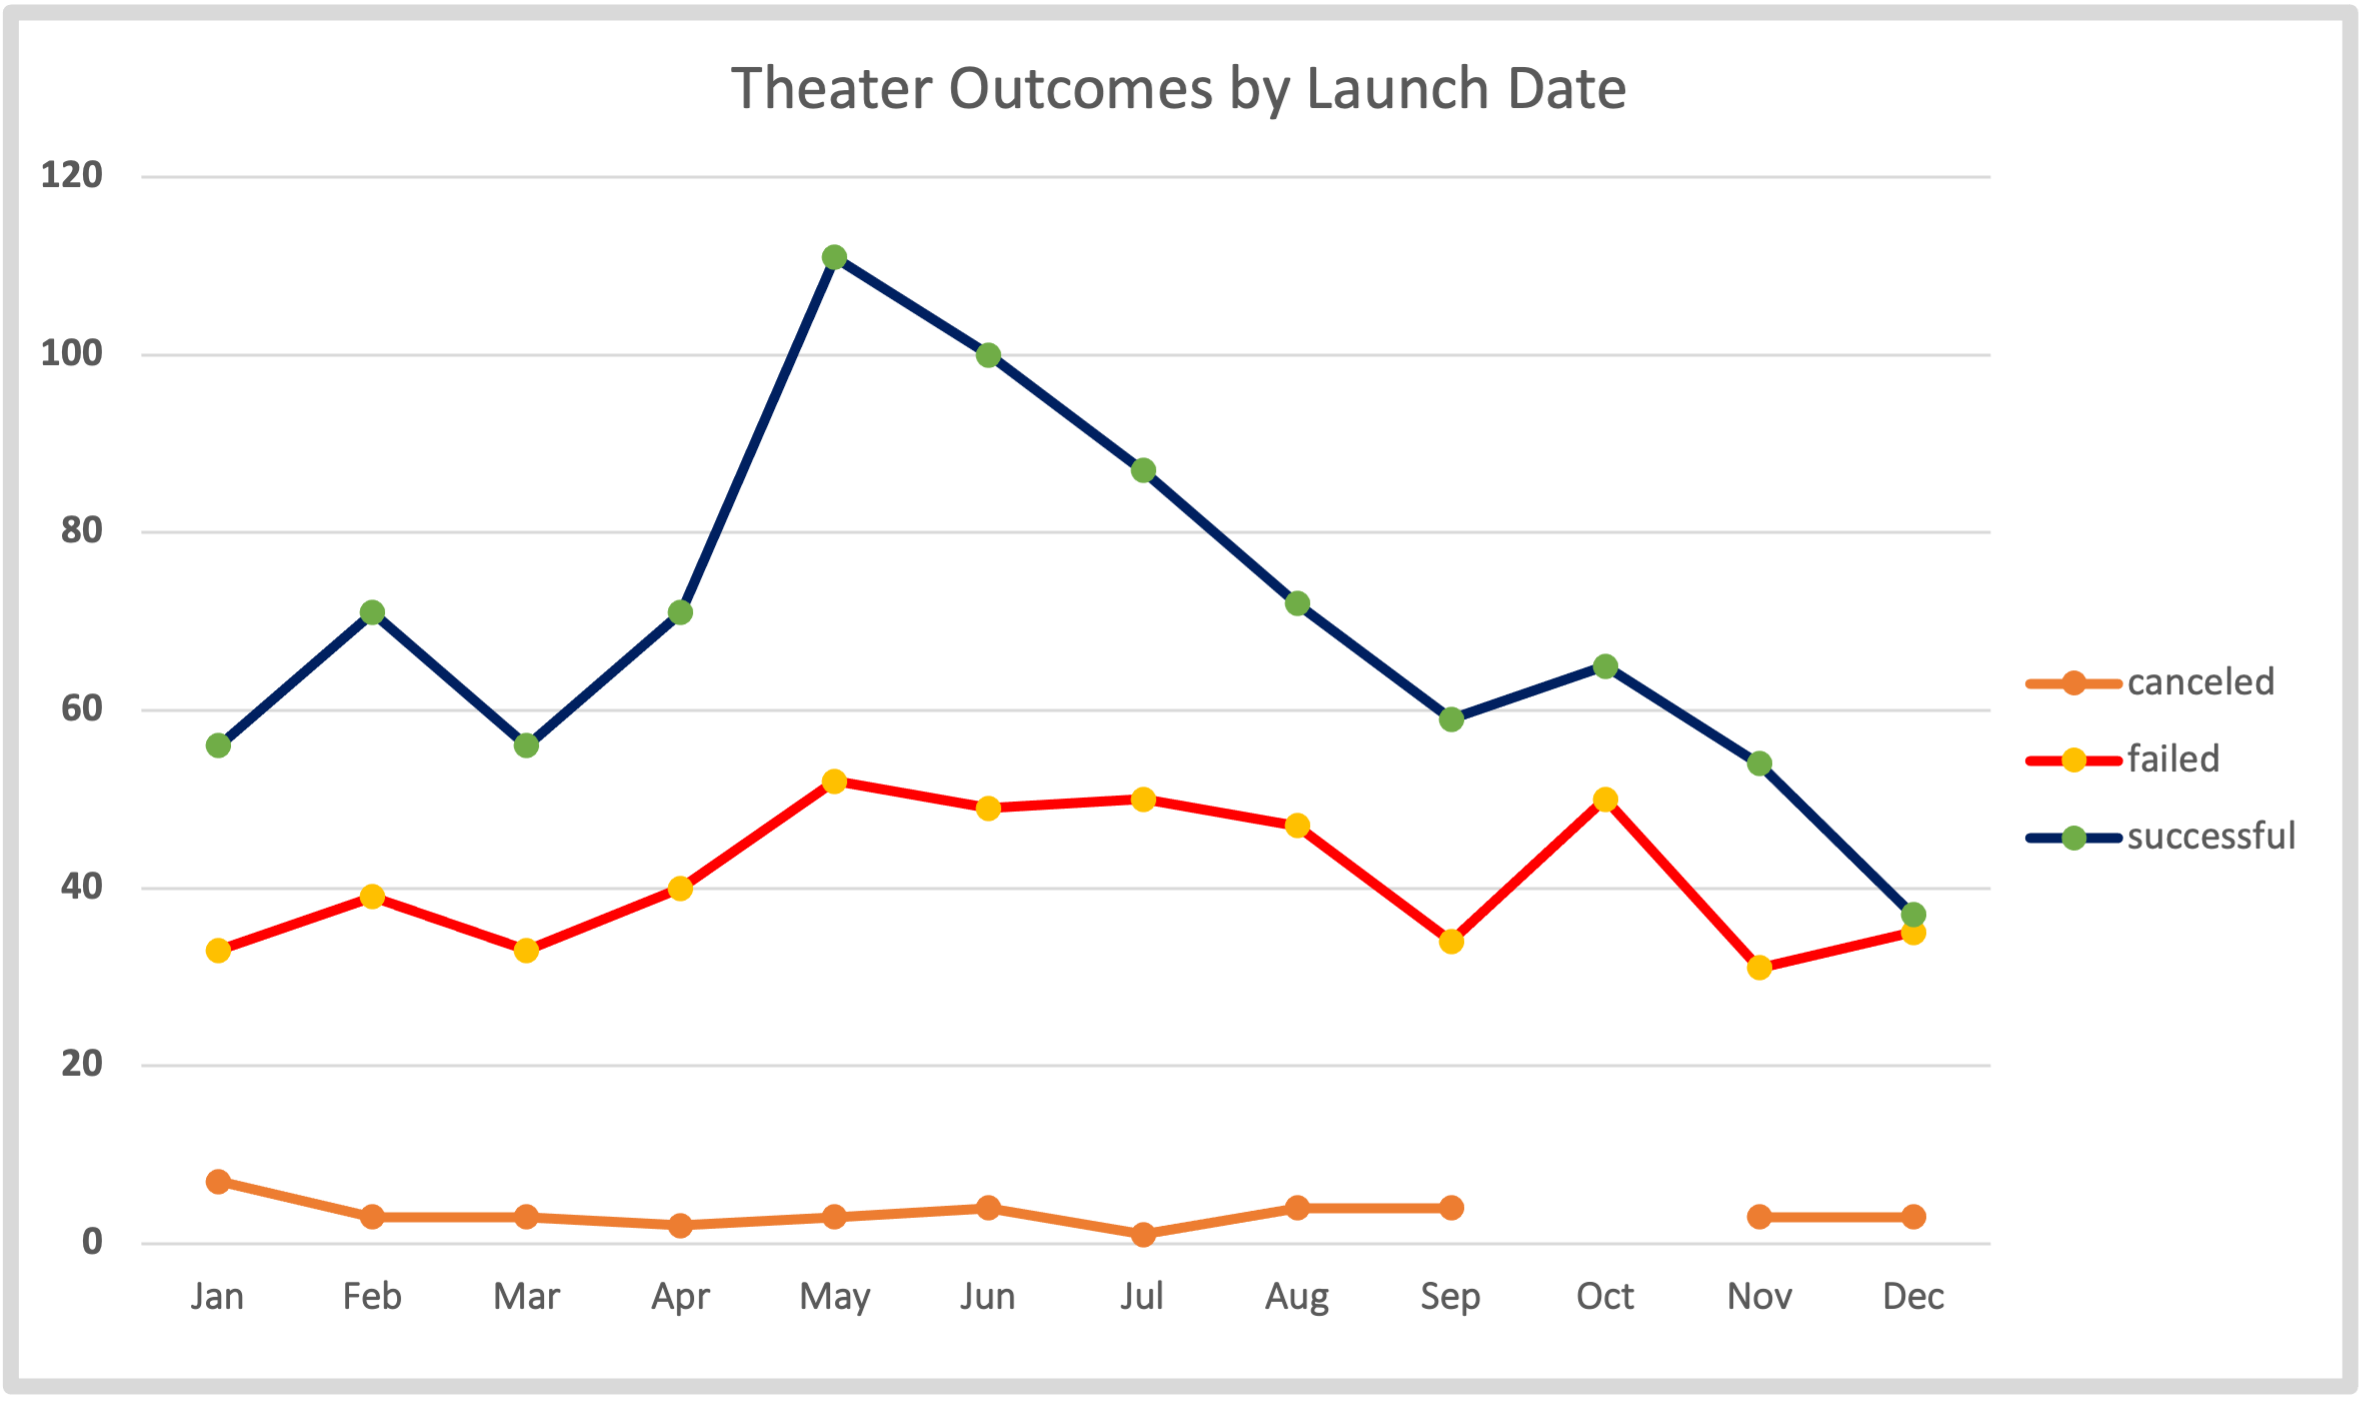 Theater Outcomes by Launch Date
120
100
80
60
40
20
0
Jan Feb Mar Apr May Jun Jul Aug Sep Oct Nov Dec
canceled
failed
successful